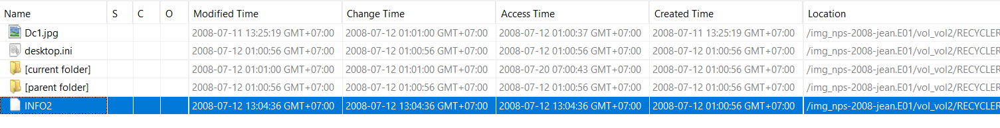 Name S C O Modified Time Change Time Access Time Created Time Location
Dc1.jpg 2008-07-11 13:25:19 GMT+07:00 2008-07-12 01:01:00 GMT+07:00 2008-07-12 01:00:37 GMT+07:00 2008-07-11 13:25:19 GMT+07:00 /img_nps-2008-jean.E01/vol_vol2/RECYCLER
desktop.ini 2008-07-12 01:00:56 GMT+07:00 2008-07-12 01:00:56 GMT+07:00 2008-07-12 01:00:56 GMT+07:00 2008-07-12 01:00:56 GMT+07:00 /img_nps-2008-jean.E01/vol_vol2/RECYCLER
[current folder] 2008-07-12 01:01:00 GMT+07:00 2008-07-12 01:01:00 GMT+07:00 2008-07-20 07:00:43 GMT+07:00 2008-07-12 01:00:56 GMT+07:00 /img_nps-2008-jean.E01/vol_vol2/RECYCLER
[parent folder] 2008-07-12 01:00:56 GMT+07:00 2008-07-12 01:00:56 GMT+07:00 2008-07-12 01:00:56 GMT+07:00 2008-07-12 01:00:56 GMT+07:00 /img_nps-2008-jean.E01/vol_vol2/RECYCLER
INFO2 2008-07-12 13:04:36 GMT+07:00 2008-07-12 13:04:36 GMT+07:00 2008-07-12 13:04:36 GMT+07:00 2008-07-12 01:00:56 GMT+07:00 /img_nps-2008-jean.E01/vol_vol2/RECYCLER